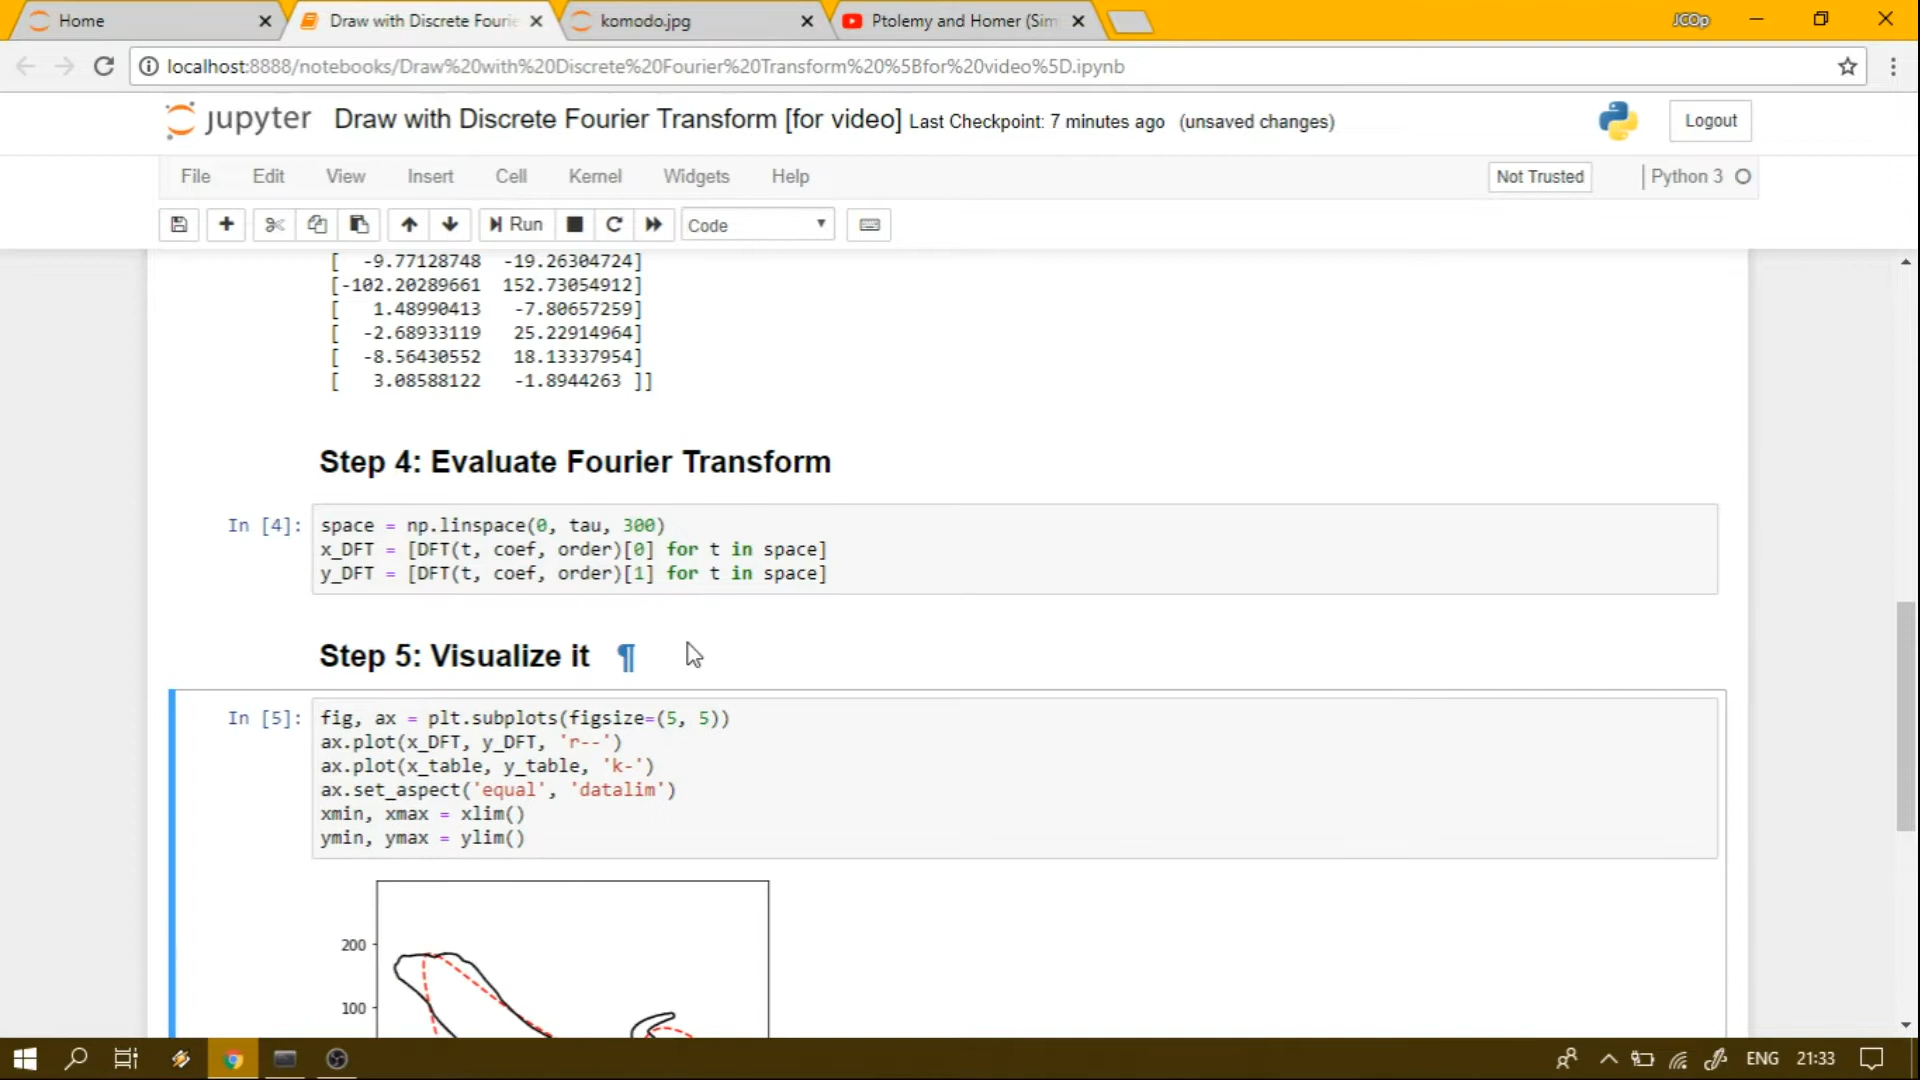 Home
Draw with Discrete Fourie
komodo.jpg
Ptolemy and Homer (Sim
JCOp
localhost:8888/notebooks/Draw%20with%20Discrete%20Fourier%20Transform%20%5Bfor%20video%5D.ipynb
jupyter Draw with Discrete Fourier Transform [for video] Last Checkpoint: 7 minutes ago (unsaved changes)
Logout
File Edit View Insert Cell Kernel Widgets Help
Not Trusted
Python 3
Run
Code
[ -9.77128748 -19.26304724]
[-102.20289661 152.73054912]
[ 1.48990413 -7.80657259]
[ -2.68933119 25.22914964]
[ -8.56430552 18.13337954]
[ 3.08588122 -1.8944263 ]]
Step 4: Evaluate Fourier Transform
In [4]:
space = np.linspace(0, tau, 300)
x_DFT = [DFT(t, coef, order)[0] for t in space]
y_DFT = [DFT(t, coef, order)[1] for t in space]
Step 5: Visualize it ¶
In [5]:
fig, ax = plt.subplots(figsize=(5, 5))
ax.plot(x_DFT, y_DFT, 'r--')
ax.plot(x_table, y_table, 'k-')
ax.set_aspect('equal', 'datalim')
xmin, xmax = xlim()
ymin, ymax = ylim()
200
100
ENG 21:33